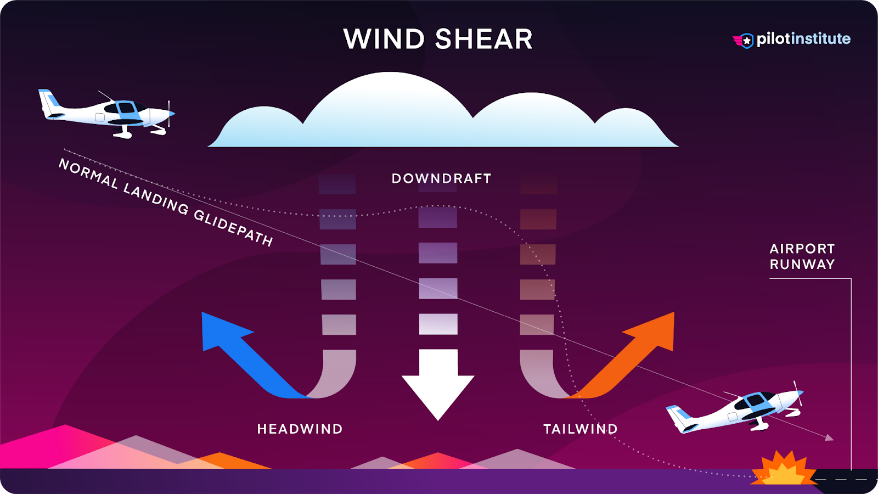 WIND SHEAR
pilotinstitute
NORMAL LANDING GLIDEPATH
DOWNDRAFT
AIRPORT
RUNWAY
HEADWIND
TAILWIND